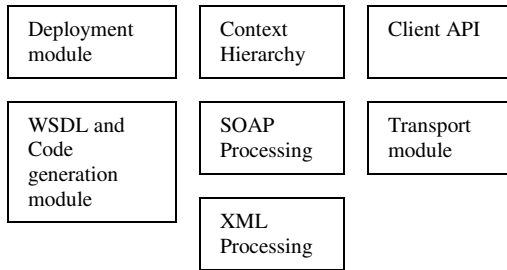 Deployment
module
Context
Hierarchy
Client API
WSDL and
Code
generation
module
SOAP
Processing
Transport
module
XML
Processing